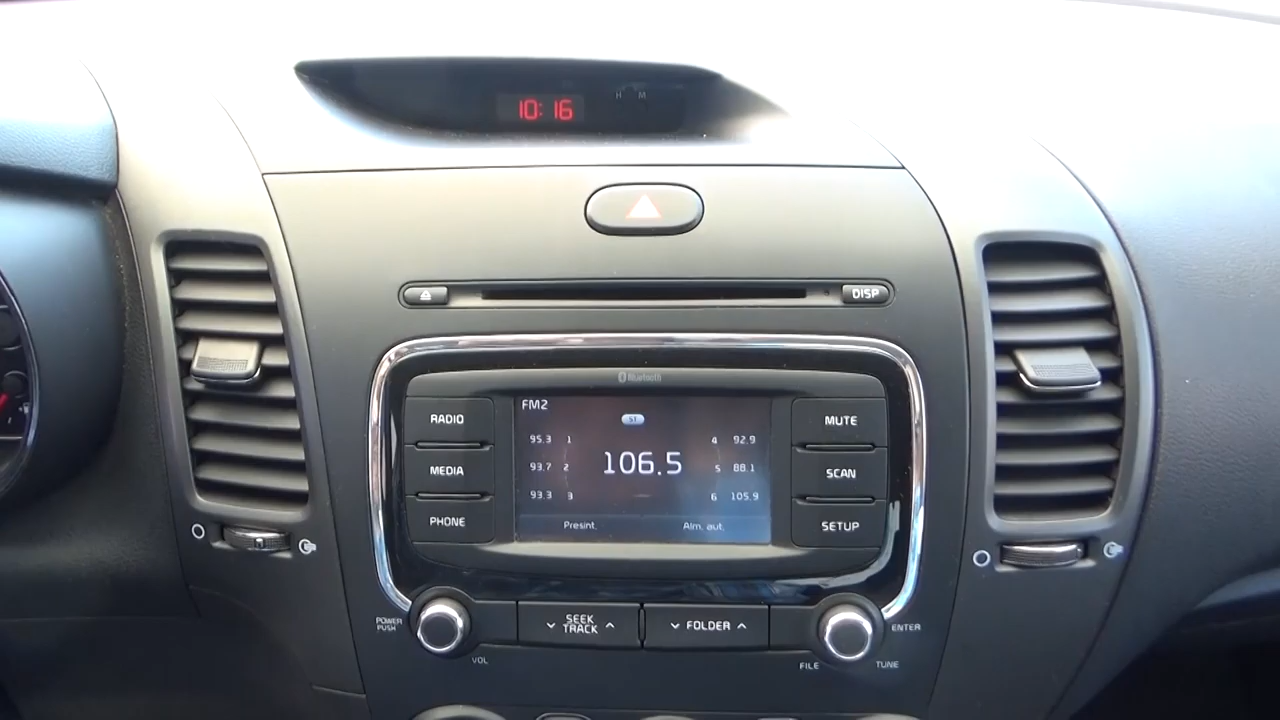 H M
10:16
DISP
Bluetooth
RADIO
MEDIA
PHONE
FM2
ST
95.3 1
93.7 2
93.3 3
106.5
4 92.9
5 88.1
6 105.9
Presint.
Alm. aut.
MUTE
SCAN
SETUP
POWER
PUSH
VOL
SEEK
TRACK
FOLDER
ENTER
FILE
TUNE